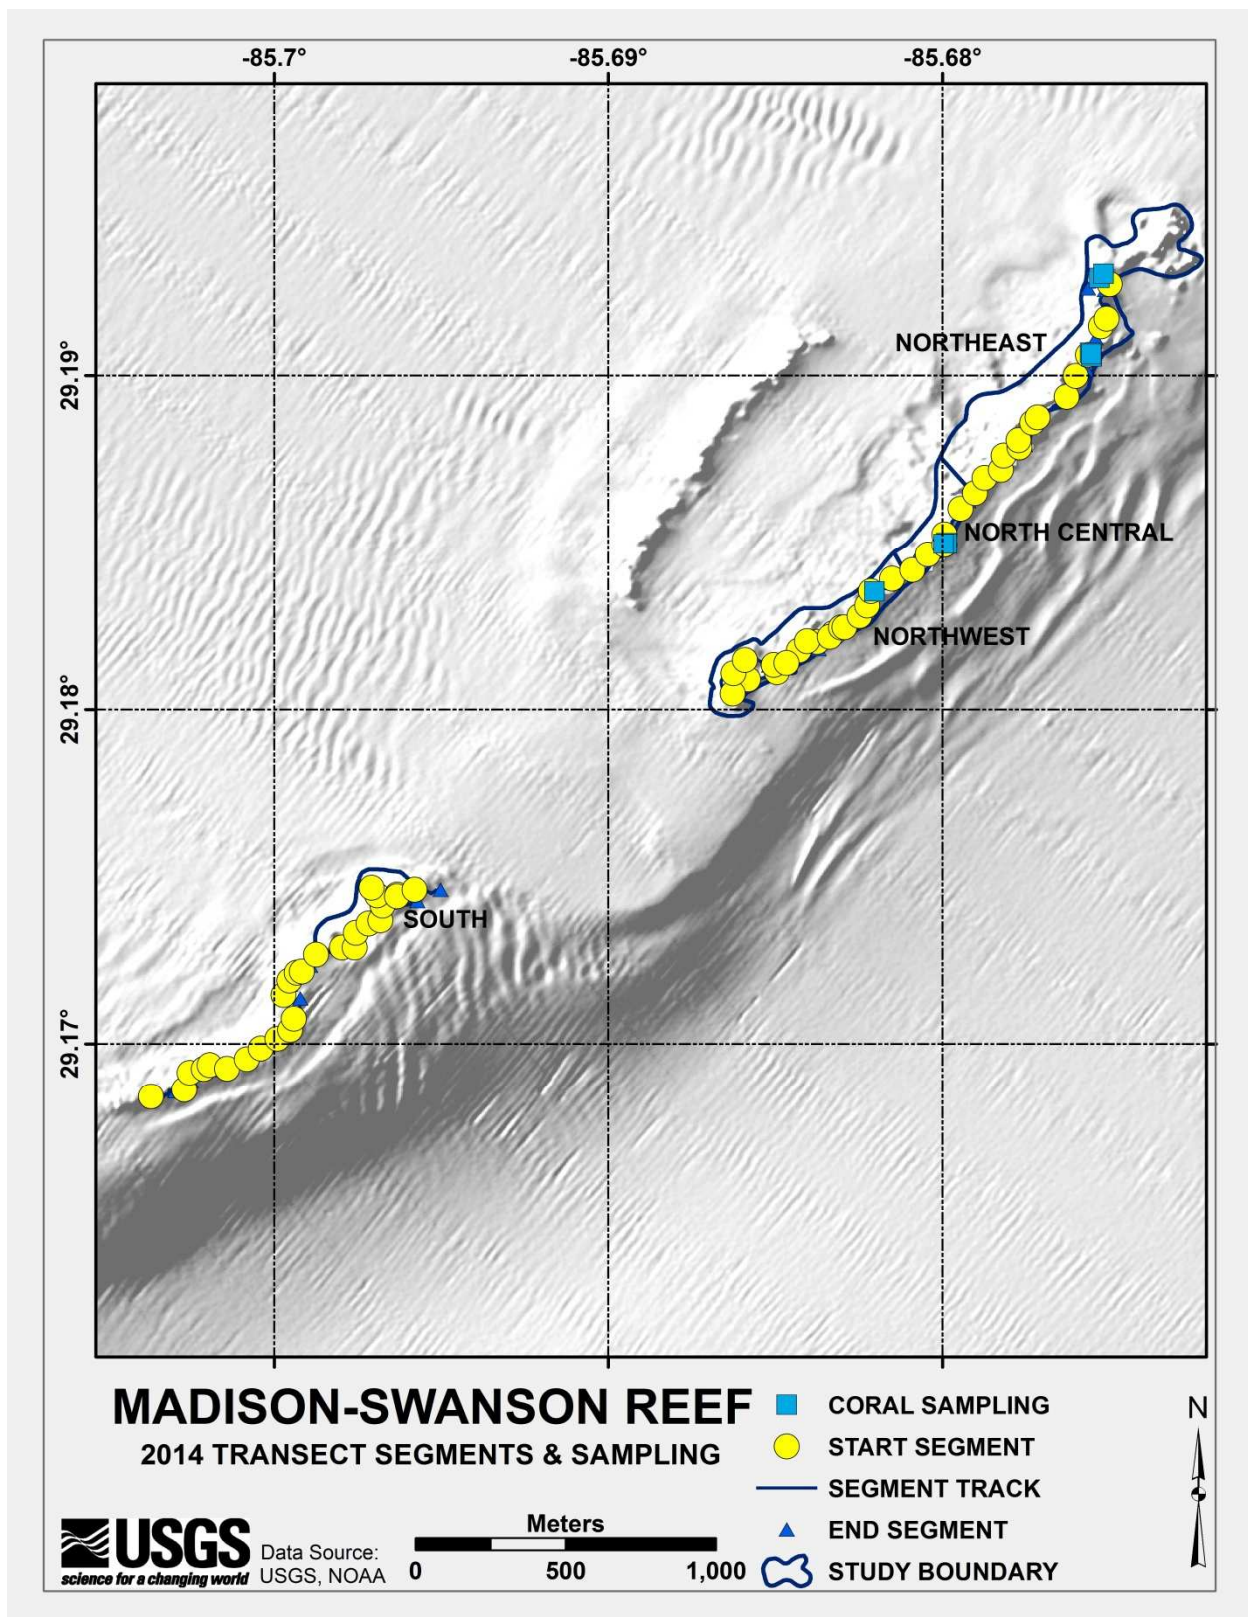 -85.7° -85.69° -85.68°
NORTHEAST
29.19°
NORTH CENTRAL
NORTHWEST
29.18°
SOUTH
29.17°
MADISON-SWANSON REEF
2014 TRANSECT SEGMENTS & SAMPLING
USGS
science for a changing world
Data Source:
USGS, NOAA
Meters
0 500 1,000
CORAL SAMPLING
START SEGMENT
SEGMENT TRACK
END SEGMENT
STUDY BOUNDARY
N